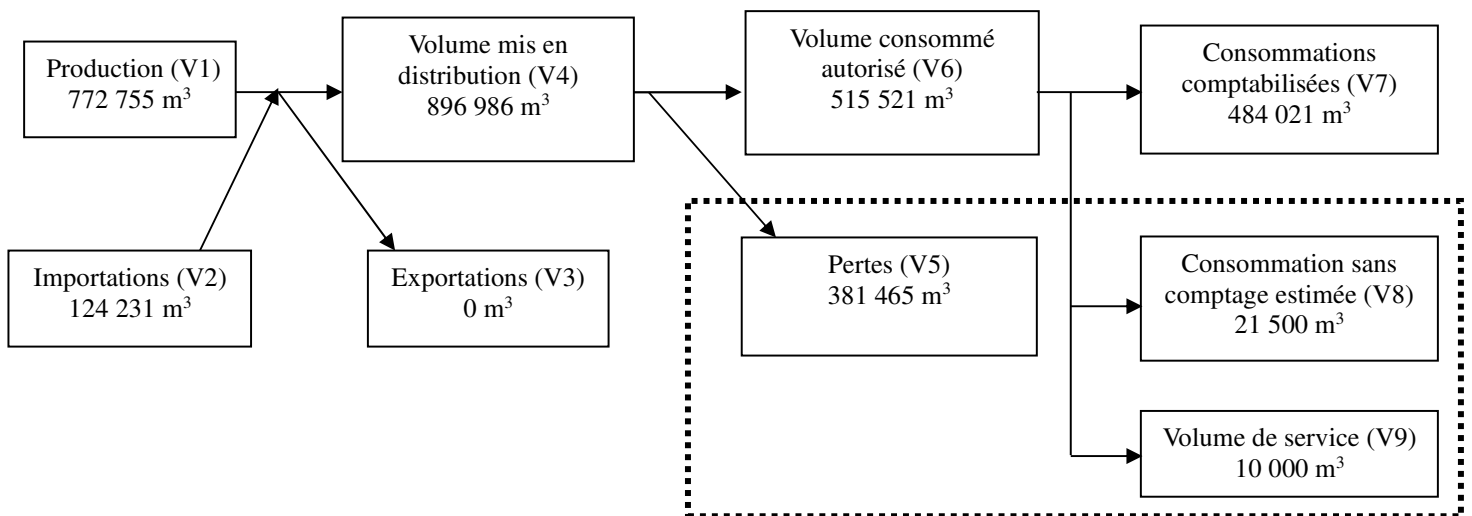 Production (V1)
772 755 m³
Volume mis en
distribution (V4)
896 986 m³
Volume consommé
autorisé (V6)
515 521 m³
Consommations
comptabilisées (V7)
484 021 m³
Importations (V2)
124 231 m³
Exportations (V3)
0 m³
Pertes (V5)
381 465 m³
Consommation sans
comptage estimée (V8)
21 500 m³
Volume de service (V9)
10 000 m³